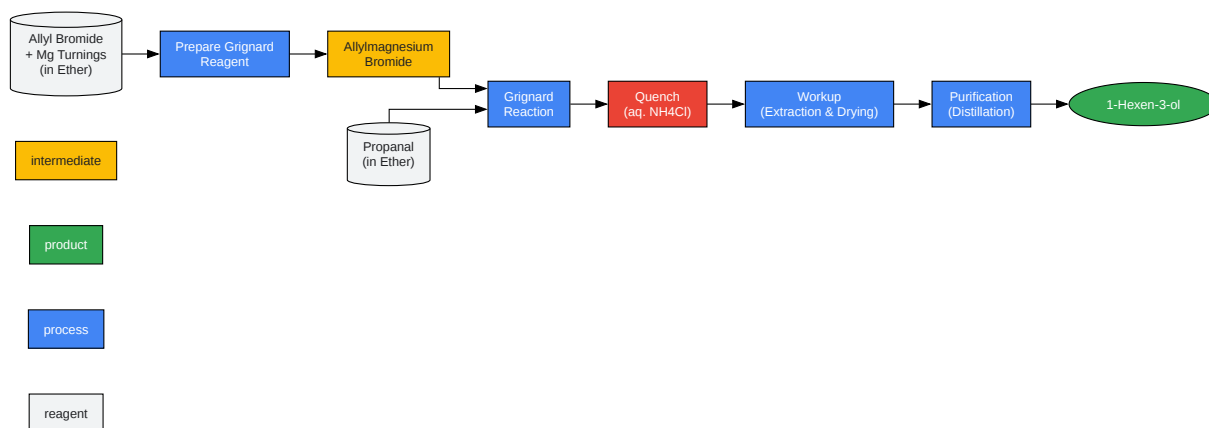 Allyl Bromide
+ Mg Turnings
(in Ether)
Prepare Grignard
Reagent
Allylmagnesium
Bromide
Propanal
(in Ether)
Grignard
Reaction
Quench
(aq. NH4Cl)
Workup
(Extraction & Drying)
Purification
(Distillation)
1-Hexen-3-ol
intermediate
product
process
reagent